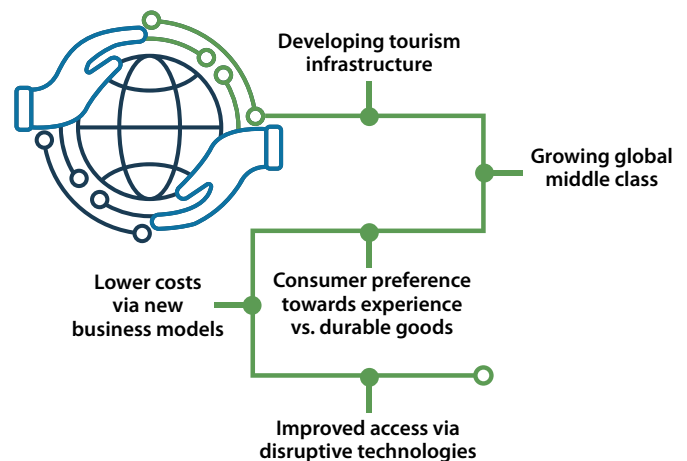 Developing tourism
infrastructure
Growing global
middle class
Consumer preference
towards experience
vs. durable goods
Lower costs
via new
business models
Improved access via
disruptive technologies